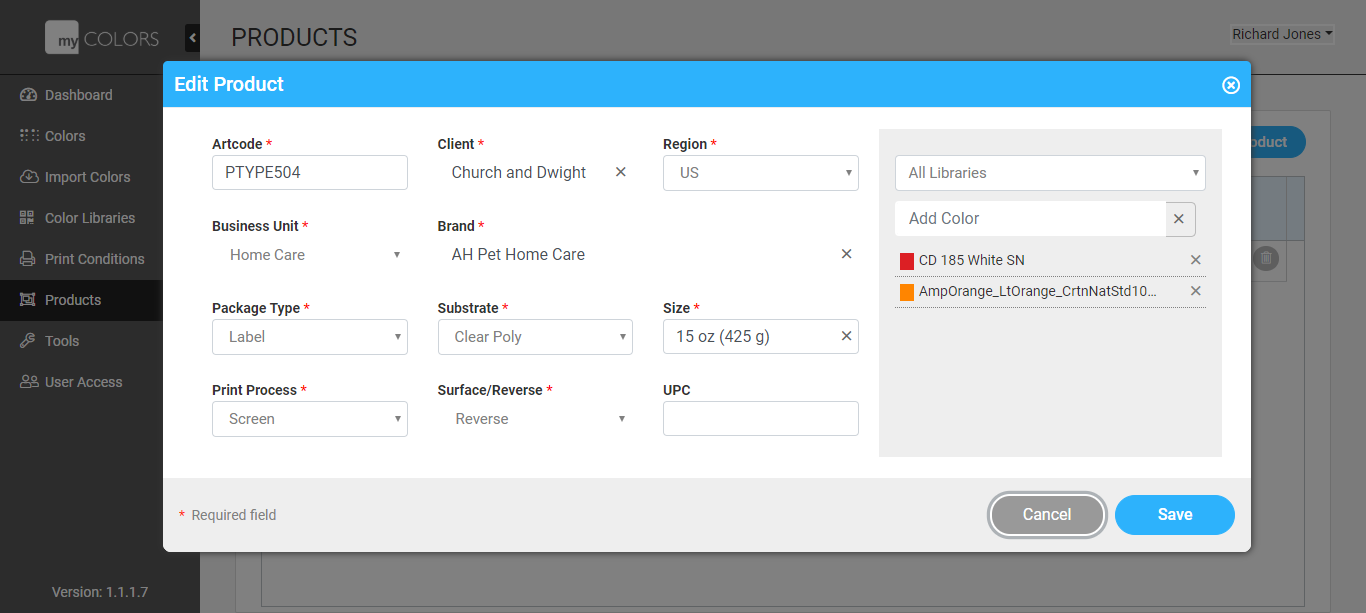 my COLORS
PRODUCTS
Richard Jones
Dashboard
Colors
Import Colors
Color Libraries
Print Conditions
Products
Tools
User Access
Version: 1.1.1.7
oduct
Edit Product
Artcode *
PTYPE504
Client *
Church and Dwight
Region *
US
Business Unit *
Home Care
Brand *
AH Pet Home Care
Package Type *
Label
Substrate *
Clear Poly
Size *
15 oz (425 g)
Print Process *
Screen
Surface/Reverse *
Reverse
UPC
All Libraries
Add Color
CD 185 White SN
AmpOrange_LtOrange_CrtnNatStd10...
* Required field
Cancel
Save